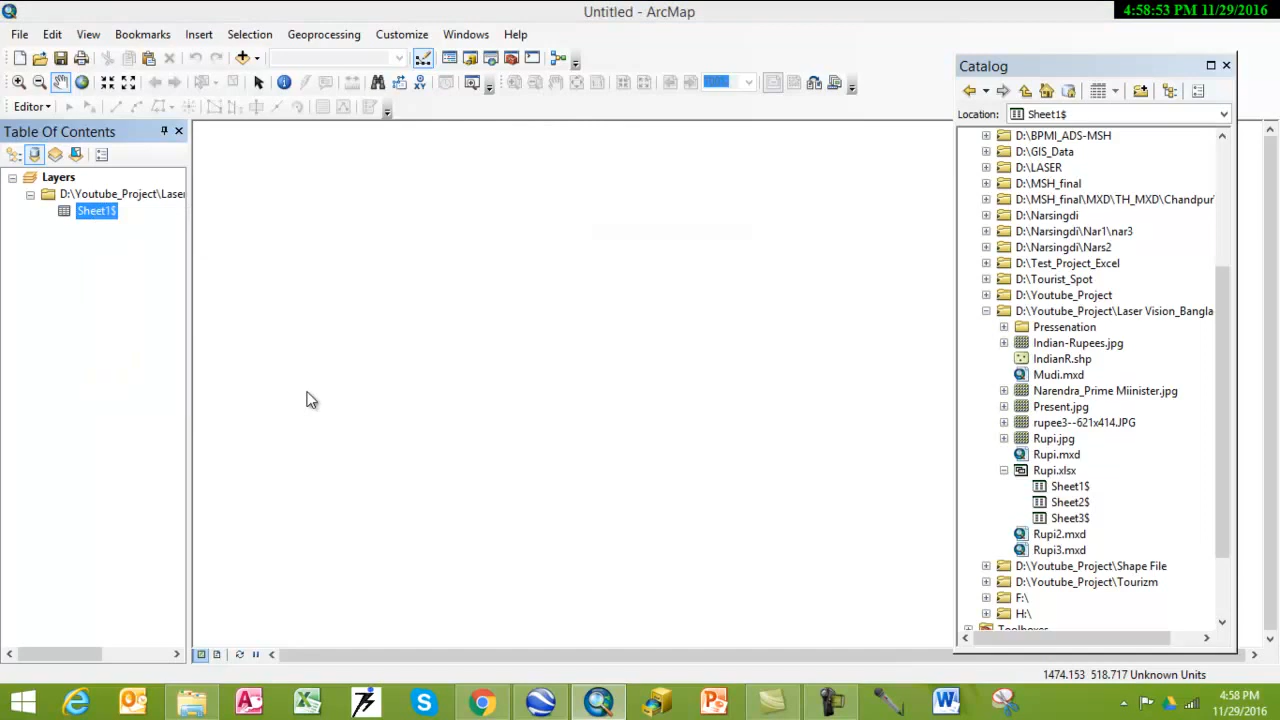 Untitled - ArcMap
4:58:53 PM 11/29/2016
File Edit View Bookmarks Insert Selection Geoprocessing Customize Windows Help
Catalog
Editor
Location: Sheet1$
Table Of Contents
Layers
D:\Youtube_Project\Laser
Sheet1$
D:\BPMI_ADS-MSH
D:\GIS_Data
D:\LASER
D:\MSH_final
D:\MSH_final\MXD\TH_MXD\Chandpur
D:\Narsingdi
D:\Narsingdi\Nar1\nar3
D:\Narsingdi\Nars2
D:\Test_Project_Excel
D:\Tourist_Spot
D:\Youtube_Project
D:\Youtube_Project\Laser Vision_Bangla
Pressenation
Indian-Rupees.jpg
IndianR.shp
Mudi.mxd
Narendra_Prime Miinister.jpg
Present.jpg
rupee3--621x414.JPG
Rupi.jpg
Rupi.mxd
Rupi.xlsx
Sheet1$
Sheet2$
Sheet3$
Rupi2.mxd
Rupi3.mxd
D:\Youtube_Project\Shape File
D:\Youtube_Project\Tourizm
F:\
H:\
Toolboxes
1474.153 518.717 Unknown Units
4:58 PM
11/29/2016